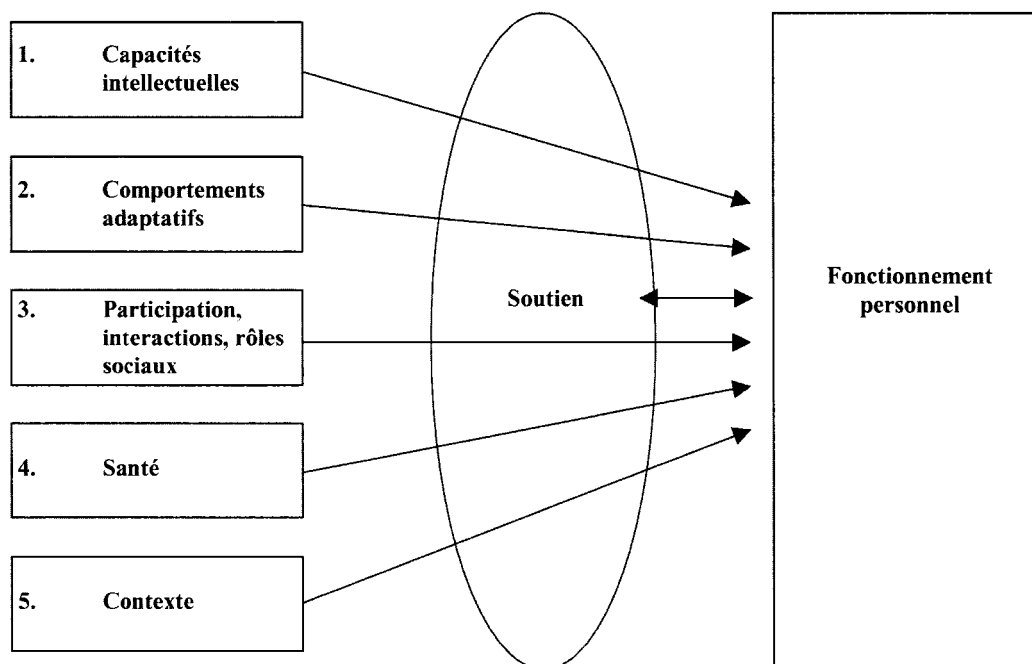 1. Capacités
intellectuelles
2. Comportements
adaptatifs
3. Participation,
interactions, rôles
sociaux
4. Santé
5. Contexte
Soutien
Fonctionnement
personnel